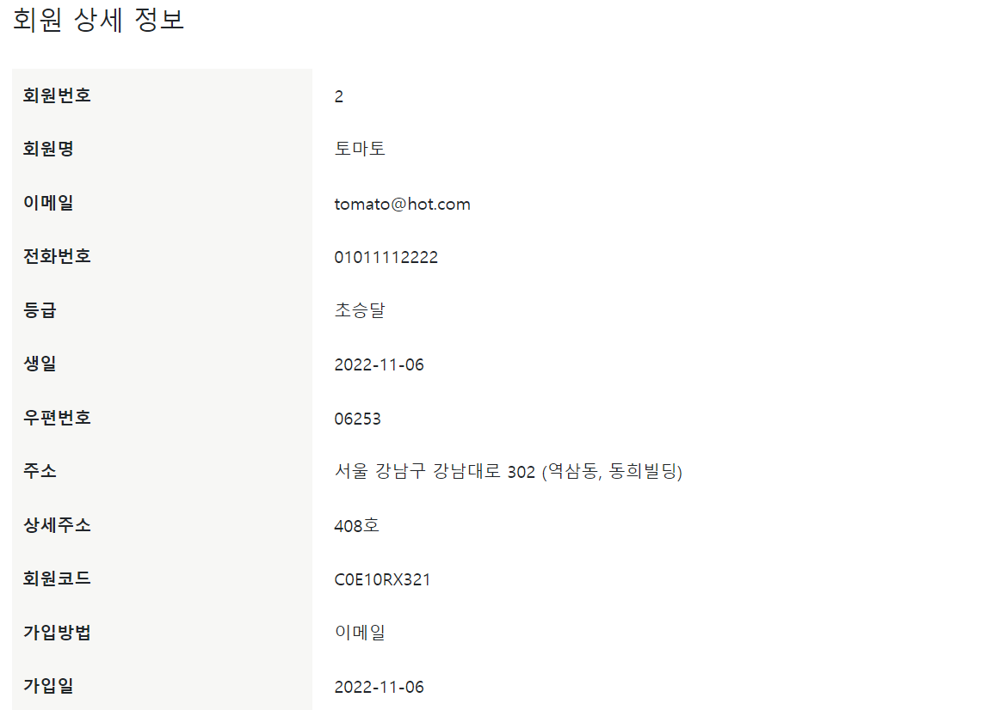 회원 상세 정보
회원번호 2
회원명 토마토
이메일 tomato@hot.com
전화번호 01011112222
등급 초승달
생일 2022-11-06
우편번호 06253
주소 서울 강남구 강남대로 302 (역삼동, 동희빌딩)
상세주소 408호
회원코드 C0E10RX321
가입방법 이메일
가입일 2022-11-06